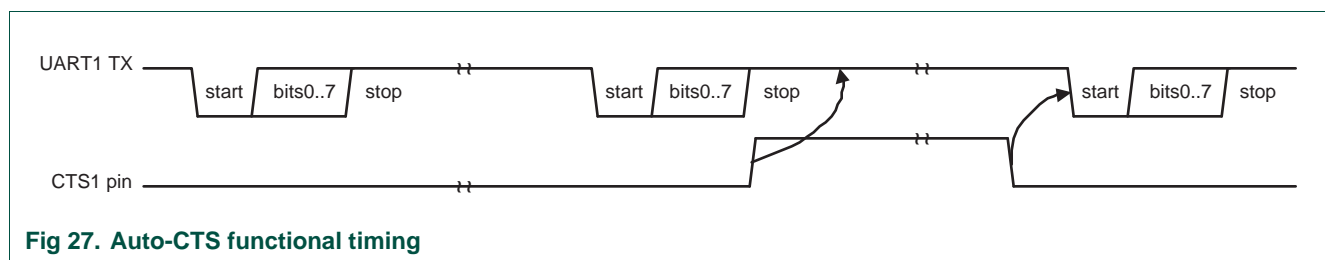 UART1 TX
start bits0..7 stop start bits0..7 stop start bits0..7 stop
CTS1 pin
Fig 27. Auto-CTS functional timing